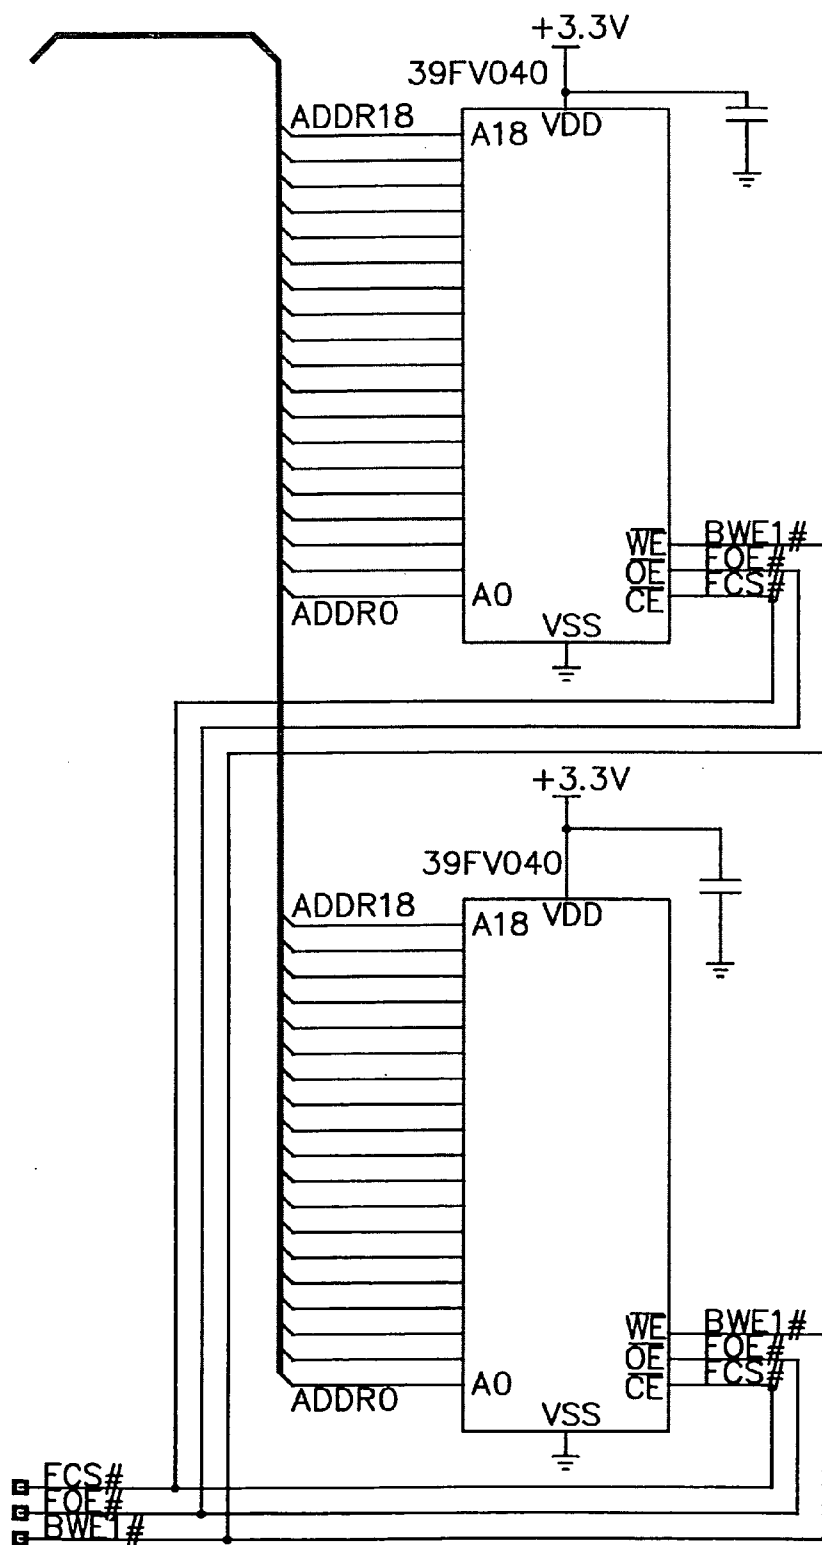 +3.3V
39FV040
ADDR18
A18 VDD
WE BWE1#
OE FOE#
CE FCS#
ADDR0 A0
VSS
+3.3V
39FV040
ADDR18
A18 VDD
WE BWE1#
OE FOE#
CE FCS#
ADDR0 A0
VSS
FCS#
FOE#
BWE1#